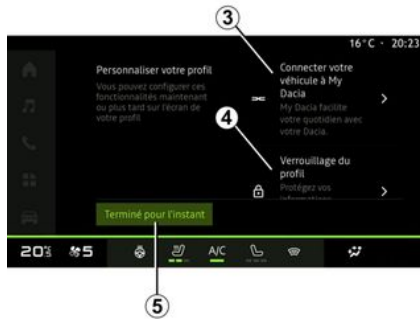 3
16°C · 20:23
Personnaliser votre profil
Vous pouvez configurer ces
fonctionnalités maintenant
ou plus tard sur l'écran de
votre profil
Connecter votre
véhicule à My
Dacia
My Dacia facilite
votre quotidien avec
votre Dacia.
4
Verrouillage du
profil
Protégez vos
informations
Terminé pour l'instant
5
A/C